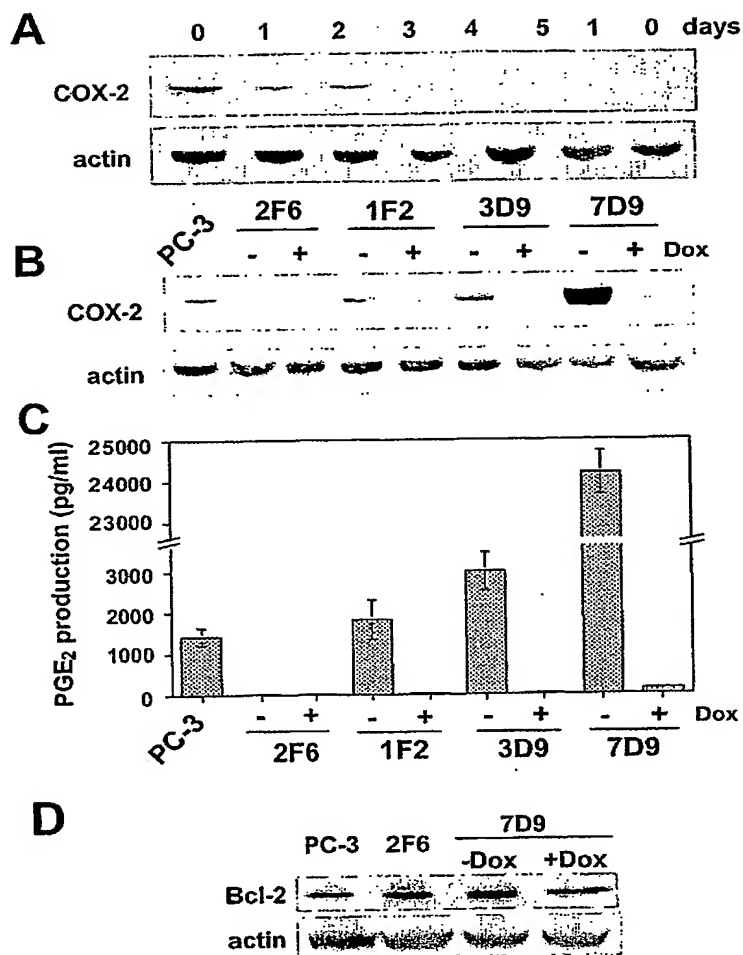 A
0 1 2 3 4 5 1 0 days
COX-2
actin
B
PC-3 2F6 1F2 3D9 7D9
- + - + - + - + Dox
COX-2
actin
C
PGE₂ production (pg/ml)
25000
24000
23000
3000
2000
1000
0
- + - + - + - + Dox
PC-3 2F6 1F2 3D9 7D9
D
7D9
PC-3 2F6 -Dox +Dox
Bcl-2
actin